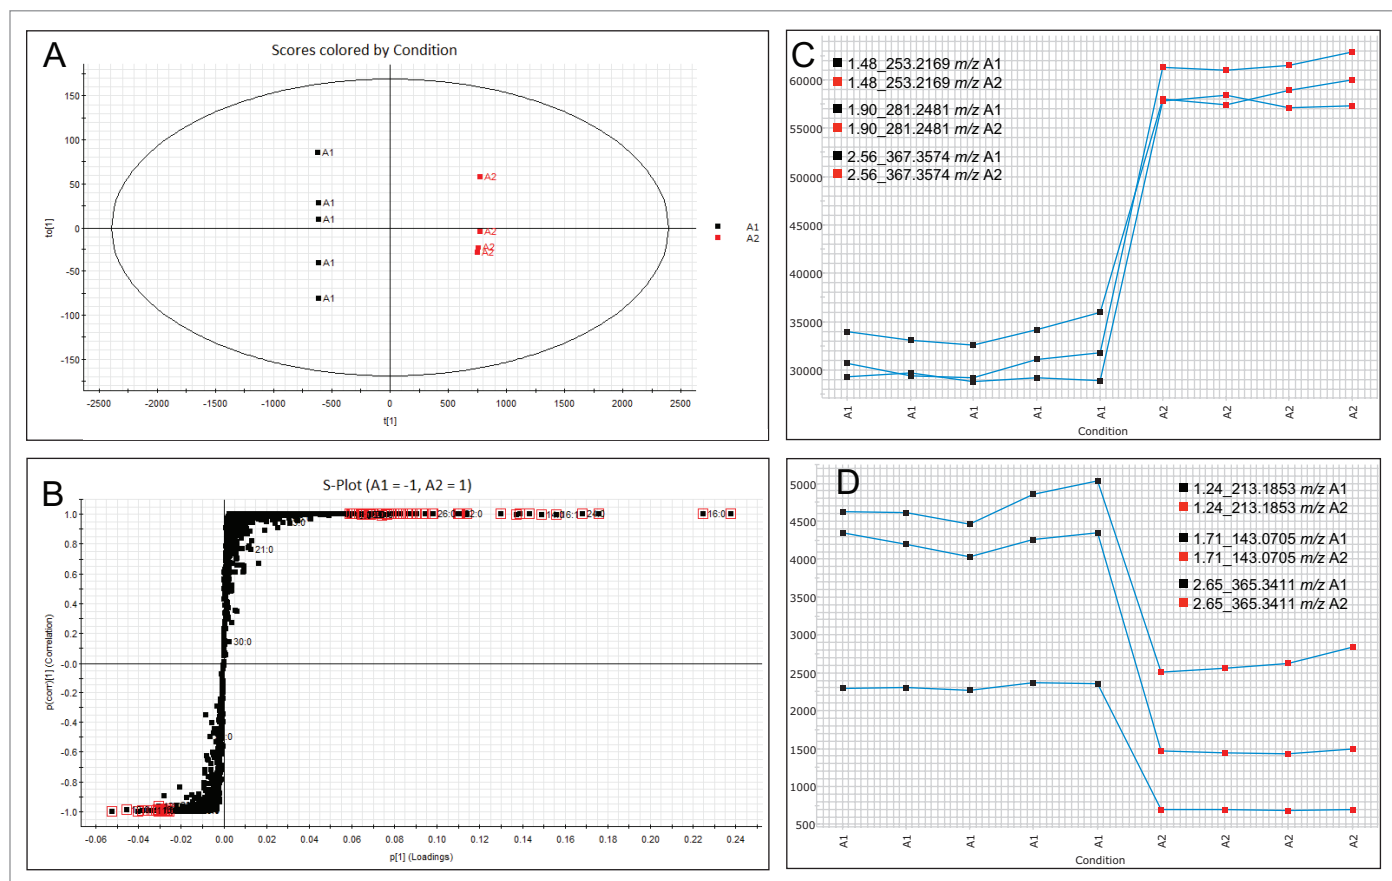 A
Scores colored by Condition
150
100
50
0
-50
-100
-150
to[1]
A1
A1
A1
A1
A1
A2
A2
A2
A2
A1
A2
-2500
-2000
-1500
-1000
-500
0
500
1000
1500
2000
2500
t[1]
B
S-Plot (A1 = -1, A2 = 1)
1.0
0.8
0.6
0.4
0.2
-0.0
-0.2
-0.4
-0.6
-0.8
-1.0
p(corr)[1] (Correlation)
26:0
16:0
21:0
30:0
-0.06
-0.04
-0.02
0.00
0.02
0.04
0.06
0.08
0.10
0.12
0.14
0.16
0.18
0.20
0.22
0.24
p[1] (Loadings)
C
1.48_253.2169 m/z A1
1.48_253.2169 m/z A2
1.90_281.2481 m/z A1
1.90_281.2481 m/z A2
2.56_367.3574 m/z A1
2.56_367.3574 m/z A2
60000
55000
50000
45000
40000
35000
30000
A1
A1
A1
A1
A1
A2
A2
A2
A2
Condition
D
1.24_213.1853 m/z A1
1.24_213.1853 m/z A2
1.71_143.0705 m/z A1
1.71_143.0705 m/z A2
2.65_365.3411 m/z A1
2.65_365.3411 m/z A2
5000
4500
4000
3500
3000
2500
2000
1500
1000
500
A1
A1
A1
A1
A1
A2
A2
A2
A2
Condition